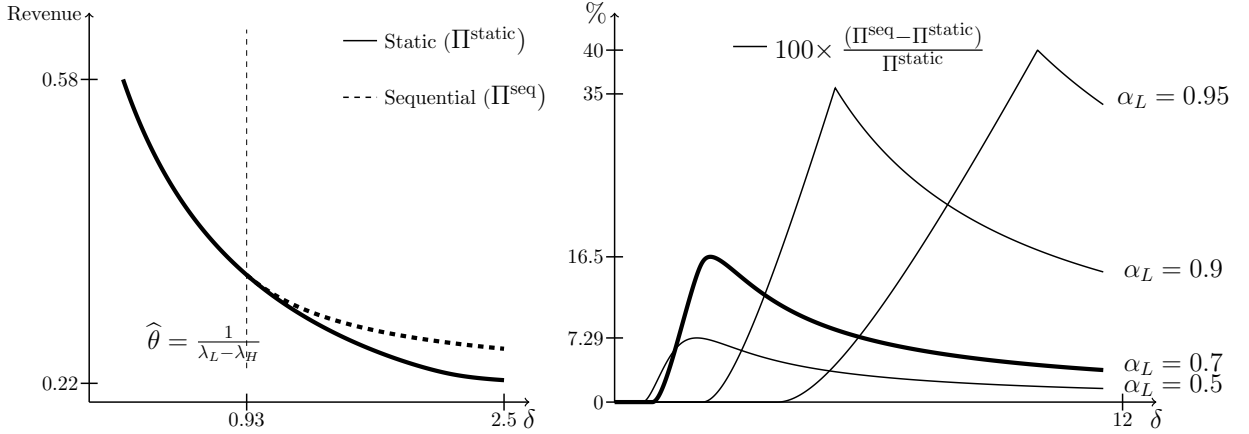 Revenue
0.58
0.22
0.93
2.5 δ
Static (Π^static)
Sequential (Π^seq)
θ̂ = 1/(λ_L−λ_H)
%
40
35
16.5
7.29
0
12
δ
100× (Π^seq−Π^static)/Π^static
α_L = 0.95
α_L = 0.9
α_L = 0.7
α_L = 0.5